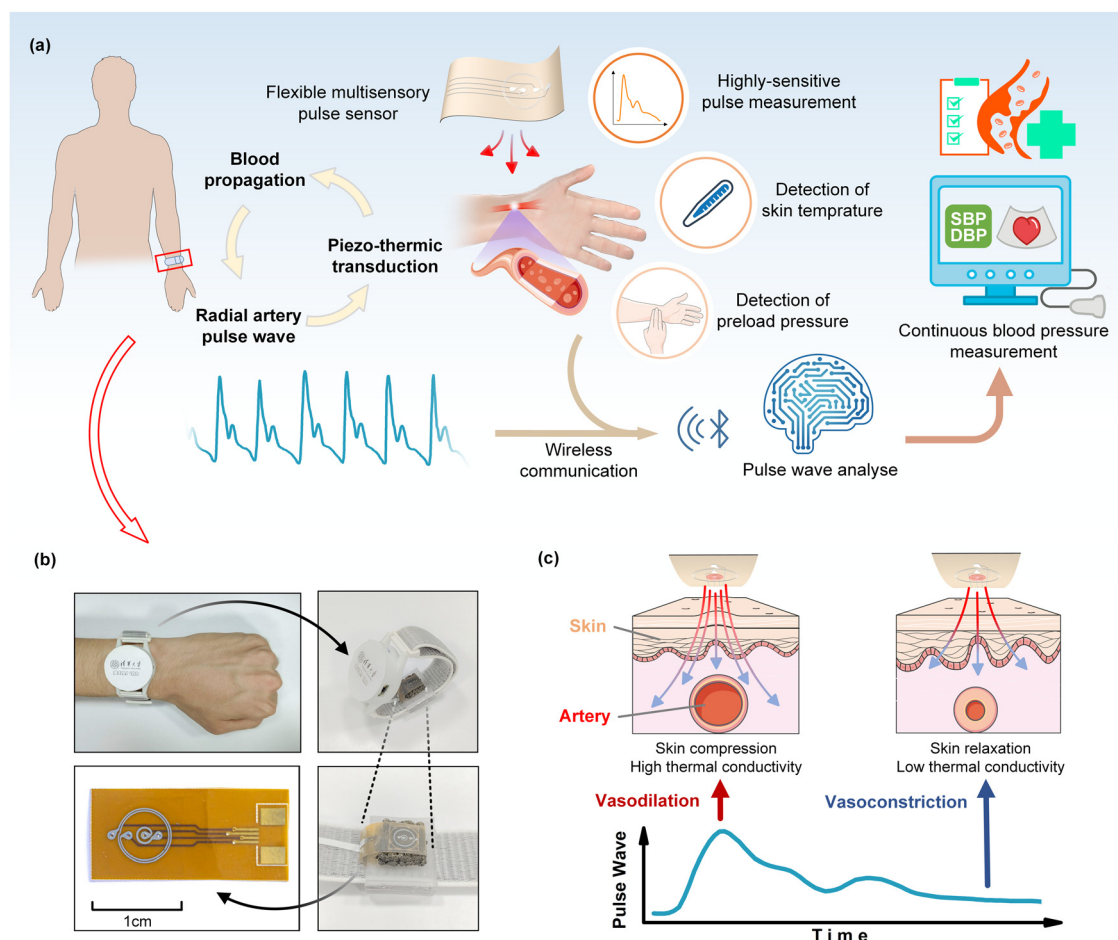 (a)
Flexible multisensory
pulse sensor
Highly-sensitive
pulse measurement
Blood
propagation
Detection of
skin temprature
Piezo-thermic
transduction
SBP
DBP
Radial artery
pulse wave
Detection of
preload pressure
Continuous blood pressure
measurement
Wireless
communication
Pulse wave analyse
(b)
1cm
(c)
Skin
Artery
Skin compression
High thermal conductivity
Skin relaxation
Low thermal conductivity
Vasodilation
Vasoconstriction
Pulse Wave
Time